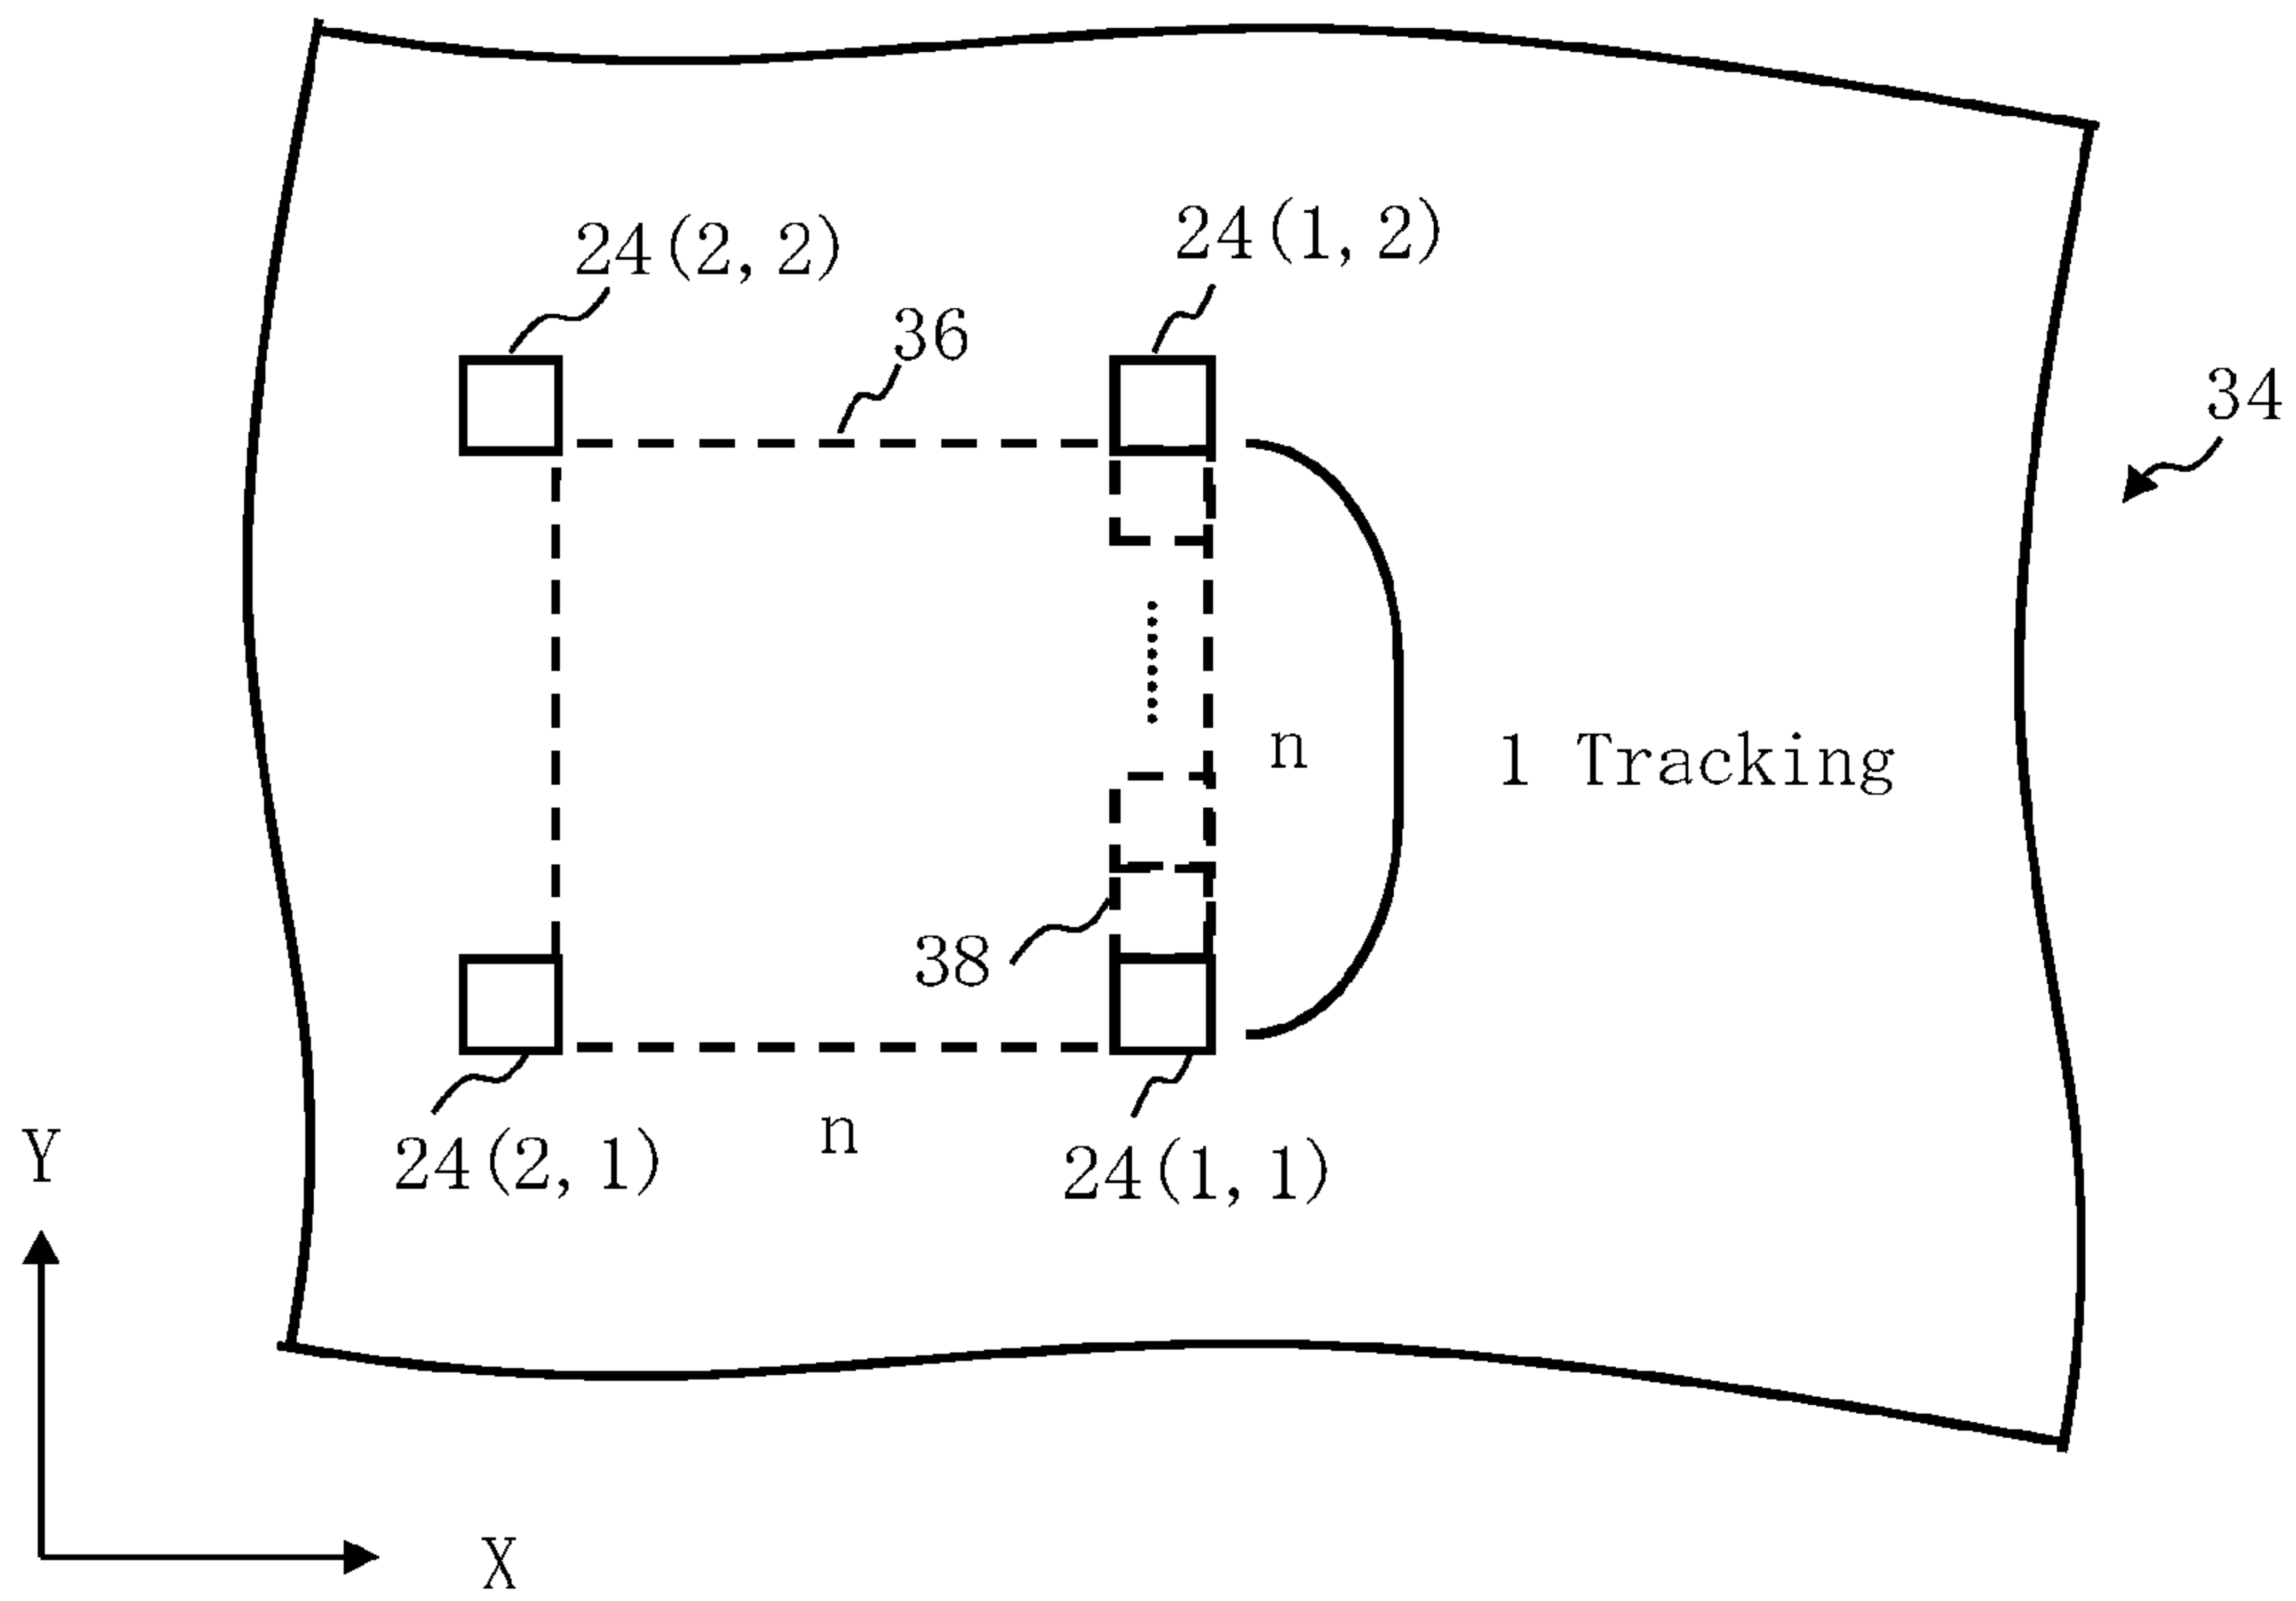 24(2, 2)
24(1, 2)
36
34
n
1 Tracking
38
n
24(2, 1)
24(1, 1)
Y
X